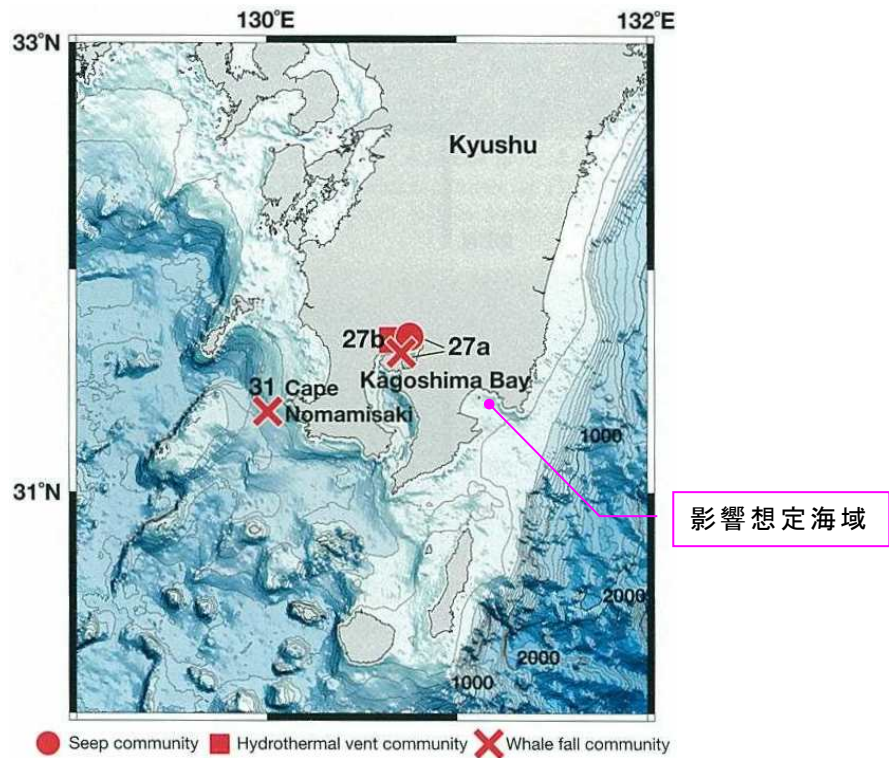 130°E
132°E
33°N
Kyushu
27b
27a
Kagoshima Bay
31 Cape
Nomamisaki
1000
31°N
影響想定海域
2000
2000
1000
Seep community
Hydrothermal vent community
Whale fall community